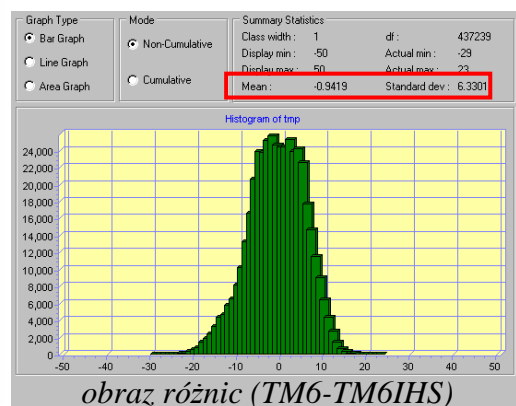 Graph Type
Bar Graph
Line Graph
Area Graph
Mode
Non-Cumulative
Cumulative
Summary Statistics
Class width : 1 df : 437239
Display min : -50 Actual min : -29
Display max : 50 Actual max : 23
Mean : -0.9419 Standard dev : 6.3301
Histogram of tmp
24,000
22,000
20,000
18,000
16,000
14,000
12,000
10,000
8,000
6,000
4,000
2,000
0
-50 -40 -30 -20 -10 0 10 20 30 40 50
obraz różnic (TM6-TM6IHS)